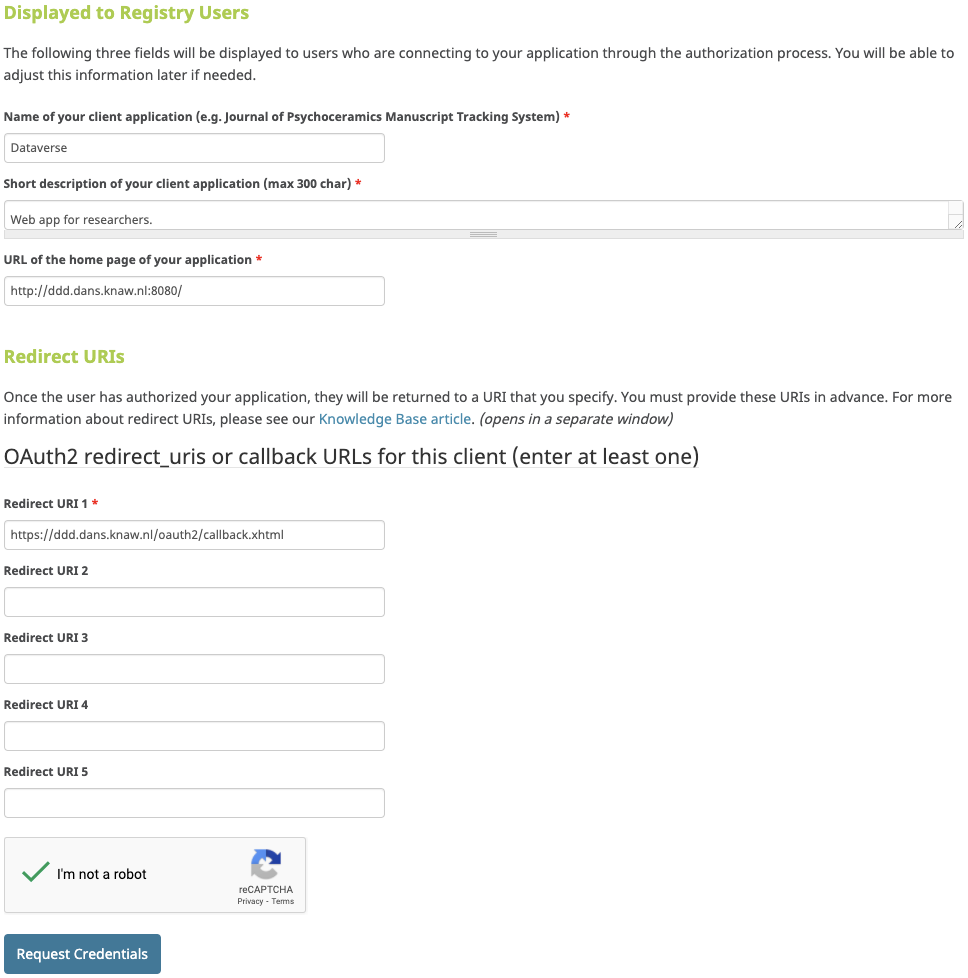 Displayed to Registry Users
The following three fields will be displayed to users who are connecting to your application through the authorization process. You will be able to
adjust this information later if needed.
Name of your client application (e.g. Journal of Psychoceramics Manuscript Tracking System) *
Dataverse
Short description of your client application (max 300 char) *
Web app for researchers.
URL of the home page of your application *
http://ddd.dans.knaw.nl:8080/
Redirect URIs
Once the user has authorized your application, they will be returned to a URI that you specify. You must provide these URIs in advance. For more
information about redirect URIs, please see our Knowledge Base article. (opens in a separate window)
OAuth2 redirect_uris or callback URLs for this client (enter at least one)
Redirect URI 1 *
https://ddd.dans.knaw.nl/oauth2/callback.xhtml
Redirect URI 2
Redirect URI 3
Redirect URI 4
Redirect URI 5
I'm not a robot
reCAPTCHA
Privacy - Terms
Request Credentials